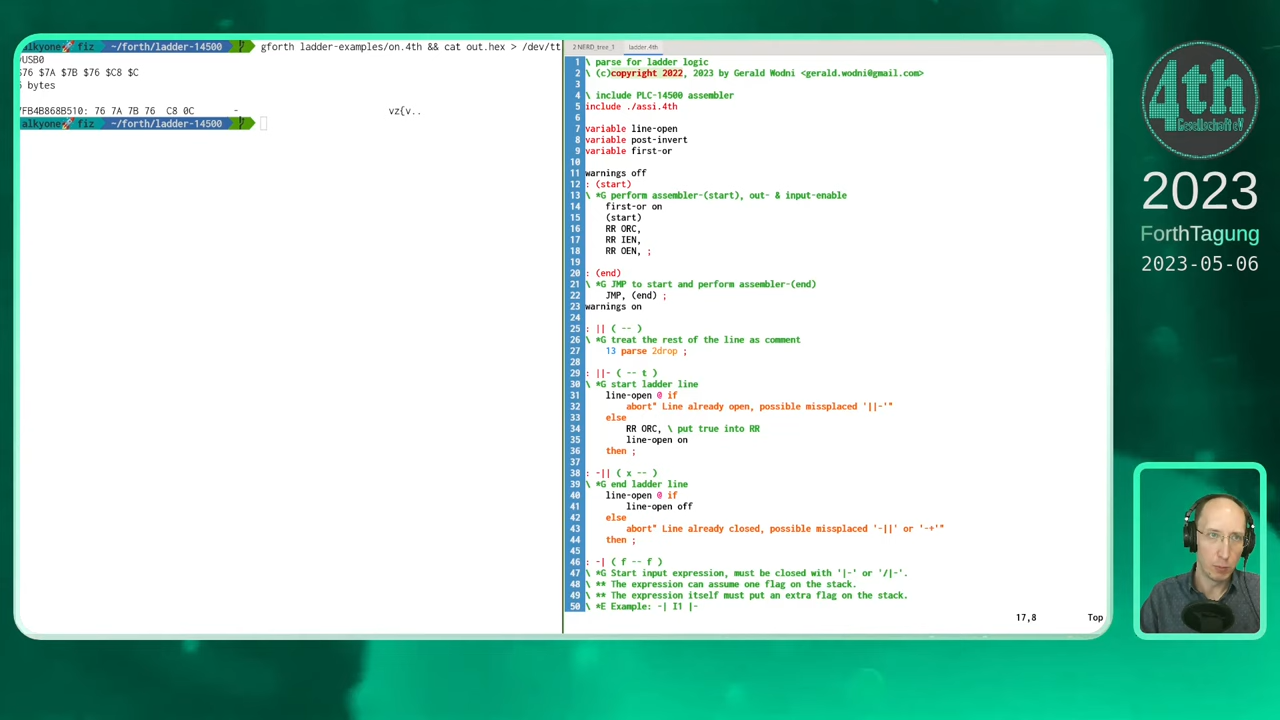 alkyone🚀 fiz ~/forth/ladder-14500 gforth ladder-examples/on.4th && cat out.hex > /dev/tt
USB0
$76 $7A $7B $76 $C8 $C
bytes
7FB4B868B510: 76 7A 7B 76 C8 0C - vz{v..
alkyone🚀 fiz ~/forth/ladder-14500
2 NERD_tree_1 ladder.4th
1 \ parse for ladder logic
2 \ (c)copyright 2022, 2023 by Gerald Wodni <gerald.wodni@gmail.com>
3
4 \ include PLC-14500 assembler
5 include ./assi.4th
6
7 variable line-open
8 variable post-invert
9 variable first-or
10
11 warnings off
12 : (start)
13 \ *G perform assembler-(start), out- & input-enable
14 first-or on
15 (start)
16 RR ORC,
17 RR IEN,
18 RR OEN, ;
19
20 : (end)
21 \ *G JMP to start and perform assembler-(end)
22 JMP, (end) ;
23 warnings on
24
25 : || ( -- )
26 \ *G treat the rest of the line as comment
27 13 parse 2drop ;
28
29 : ||- ( -- t )
30 \ *G start ladder line
31 line-open @ if
32 abort" Line already open, possible missplaced '||-'"
33 else
34 RR ORC, \ put true into RR
35 line-open on
36 then ;
37
38 : -|| ( x -- )
39 \ *G end ladder line
40 line-open @ if
41 line-open off
42 else
43 abort" Line already closed, possible missplaced '-||' or '-+'"
44 then ;
45
46 : -| ( f -- f )
47 \ *G Start input expression, must be closed with '|-' or '/|-'.
48 \ ** The expression can assume one flag on the stack.
49 \ ** The expression itself must put an extra flag on the stack.
50 \ *E Example: -| I1 |-
17,8 Top
4th
Gesellschaft eV
2023
ForthTagung
2023-05-06